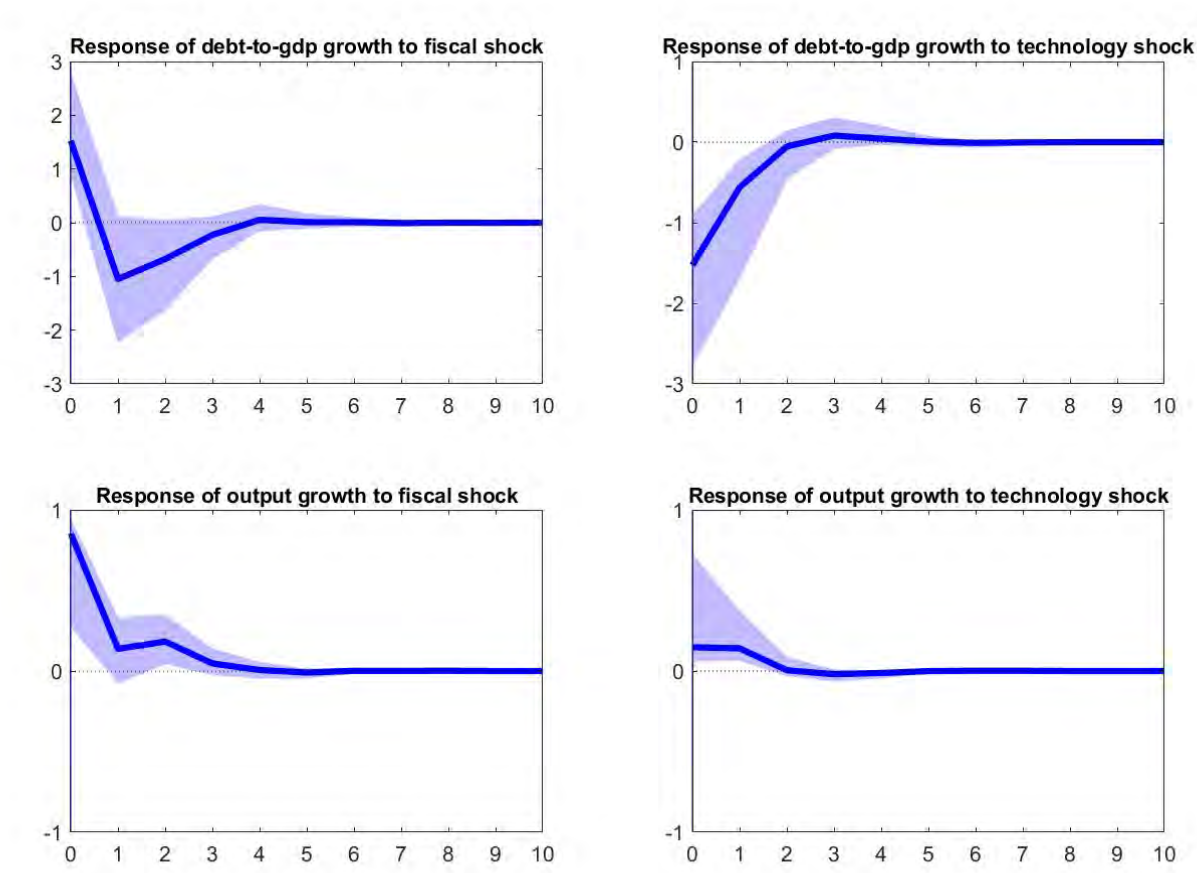 Response of debt-to-gdp growth to fiscal shock
3
2
1
0
-1
-2
-3
0 1 2 3 4 5 6 7 8 9 10
Response of debt-to-gdp growth to technology shock
1
0
-1
-2
-3
0 1 2 3 4 5 6 7 8 9 10
Response of output growth to fiscal shock
1
0
-1
0 1 2 3 4 5 6 7 8 9 10
Response of output growth to technology shock
1
0
-1
0 1 2 3 4 5 6 7 8 9 10